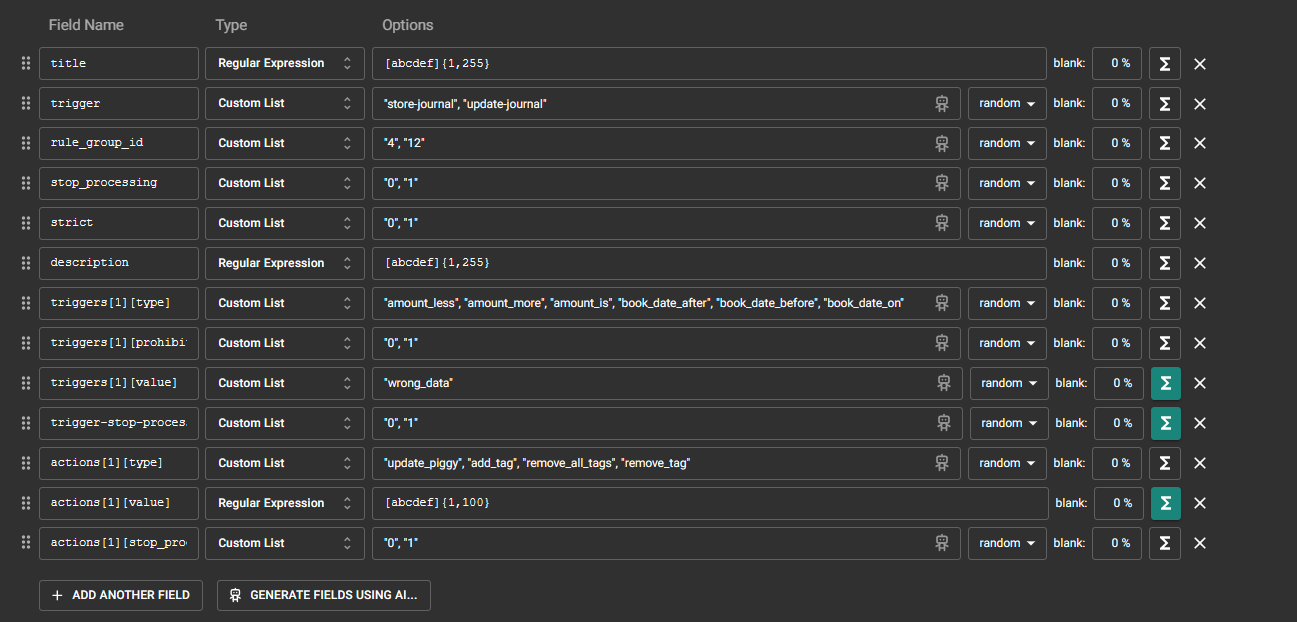 Field Name Type Options
title Regular Expression [abcdef]{1,255} blank: 0 % Σ
trigger Custom List "store-journal", "update-journal" random blank: 0 % Σ
rule_group_id Custom List "4", "12" random blank: 0 % Σ
stop_processing Custom List "0", "1" random blank: 0 % Σ
strict Custom List "0", "1" random blank: 0 % Σ
description Regular Expression [abcdef]{1,255} blank: 0 % Σ
triggers[1][type] Custom List "amount_less", "amount_more", "amount_is", "book_date_after", "book_date_before", "book_date_on" random blank: 0 % Σ
triggers[1][prohibi Custom List "0", "1" random blank: 0 % Σ
triggers[1][value] Custom List "wrong_data" random blank: 0 % Σ
trigger-stop-proces Custom List "0", "1" random blank: 0 % Σ
actions[1][type] Custom List "update_piggy", "add_tag", "remove_all_tags", "remove_tag" random blank: 0 % Σ
actions[1][value] Regular Expression [abcdef]{1,100} blank: 0 % Σ
actions[1][stop_pro Custom List "0", "1" random blank: 0 % Σ
+ ADD ANOTHER FIELD GENERATE FIELDS USING AI...